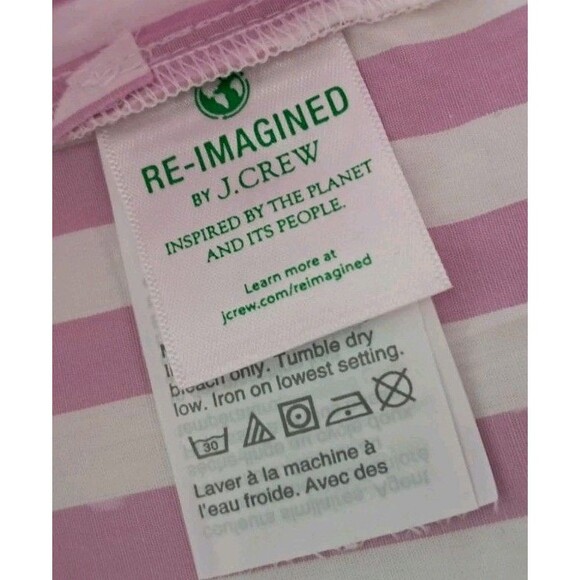 RE-IMAGINED
BY J.CREW
INSPIRED BY THE PLANET
AND ITS PEOPLE.
Learn more at
jcrew.com/reimagined
bleach only. Tumble dry
low. Iron on lowest setting.
30
Laver à la machine à
l'eau froide. Avec des